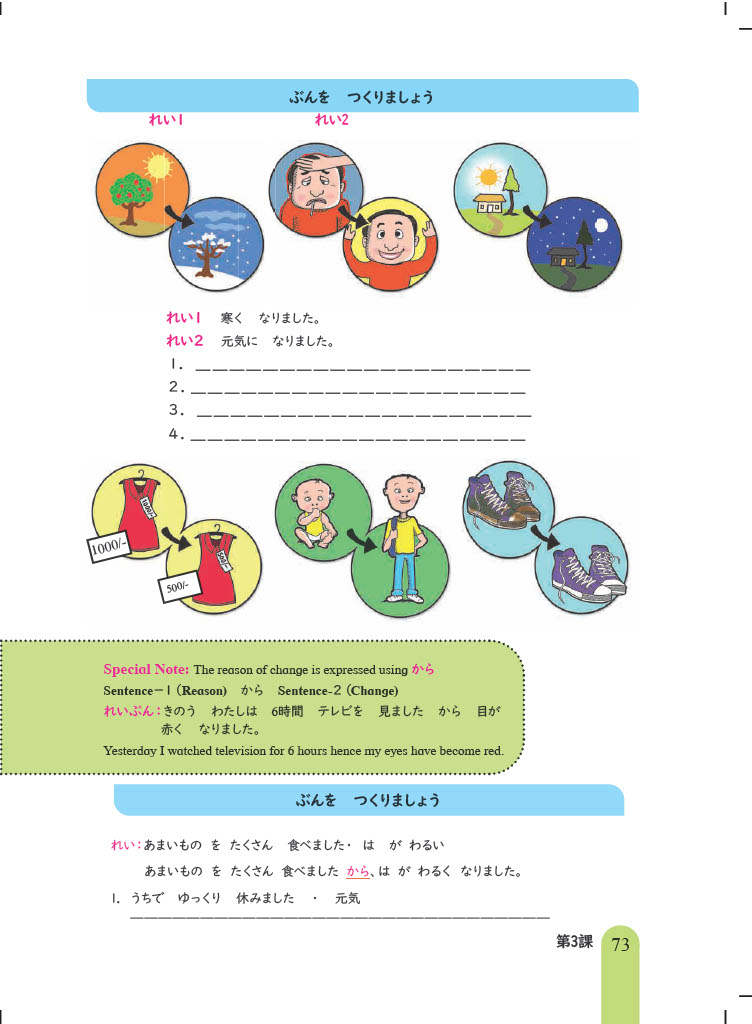 ぶんを つくりましょう
れい1 れい2
れい1 寒く なりました。
れい2 元気に なりました。
1. ____________________
2. ____________________
3. ____________________
4. ____________________
1000/-
1000/-
500/-
500/-
Special Note: The reason of change is expressed using から
Sentence－1 (Reason) から Sentence-2 (Change)
れいぶん：きのう わたしは 6時間 テレビを 見ました から 目が
赤く なりました。
Yesterday I watched television for 6 hours hence my eyes have become red.
ぶんを つくりましょう
れい：あまいもの を たくさん 食べました・ は が わるい
あまいもの を たくさん 食べました から、は が わるく なりました。
1. うちで ゆっくり 休みました ・ 元気
____________________
第3課 73